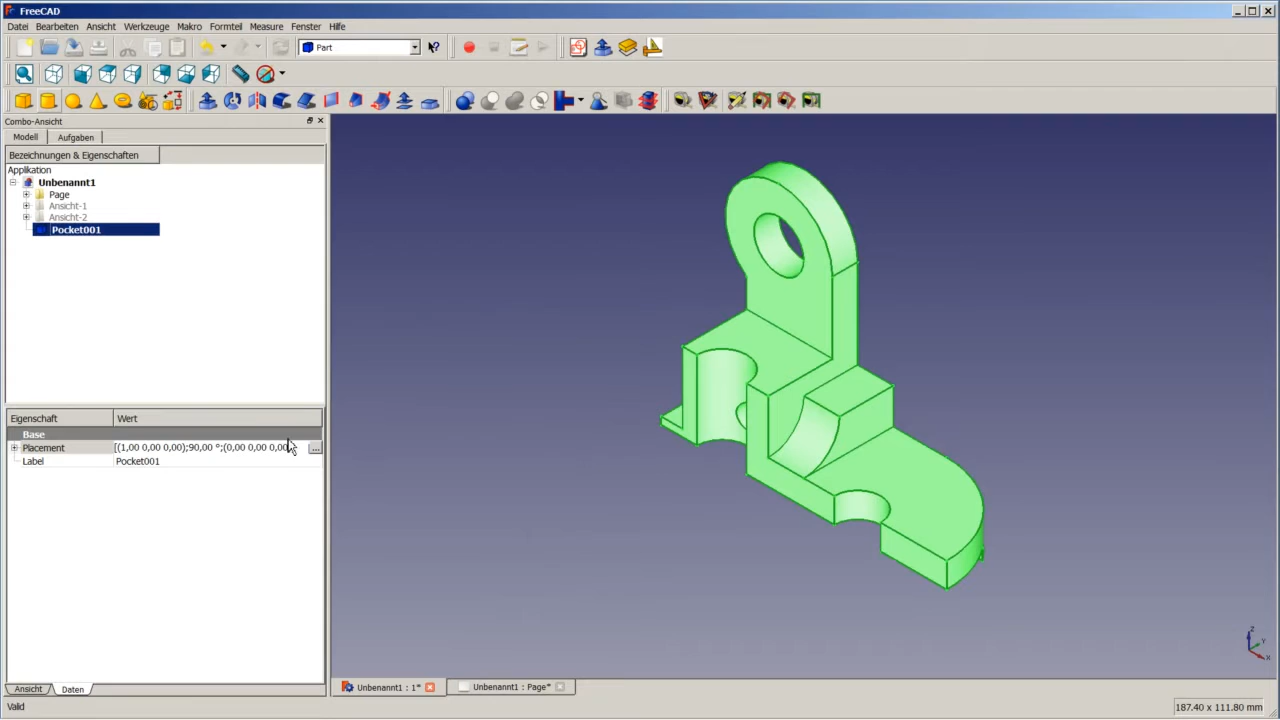 FreeCAD
Datei Bearbeiten Ansicht Werkzeuge Makro Formteil Measure Fenster Hilfe
Part
Combo-Ansicht
Modell Aufgaben
Bezeichnungen & Eigenschaften
Applikation
Unbenannt1
Page
Ansicht-1
Ansicht-2
Pocket001
Eigenschaft Wert
Base
Placement [(1,00 0,00 0,00);90,00 °;(0,00 0,00 0,00)
Label Pocket001
...
Ansicht Daten
Unbenannt1 : 1* Unbenannt1 : Page*
Valid
187.40 x 111.80 mm
Z
Y
X